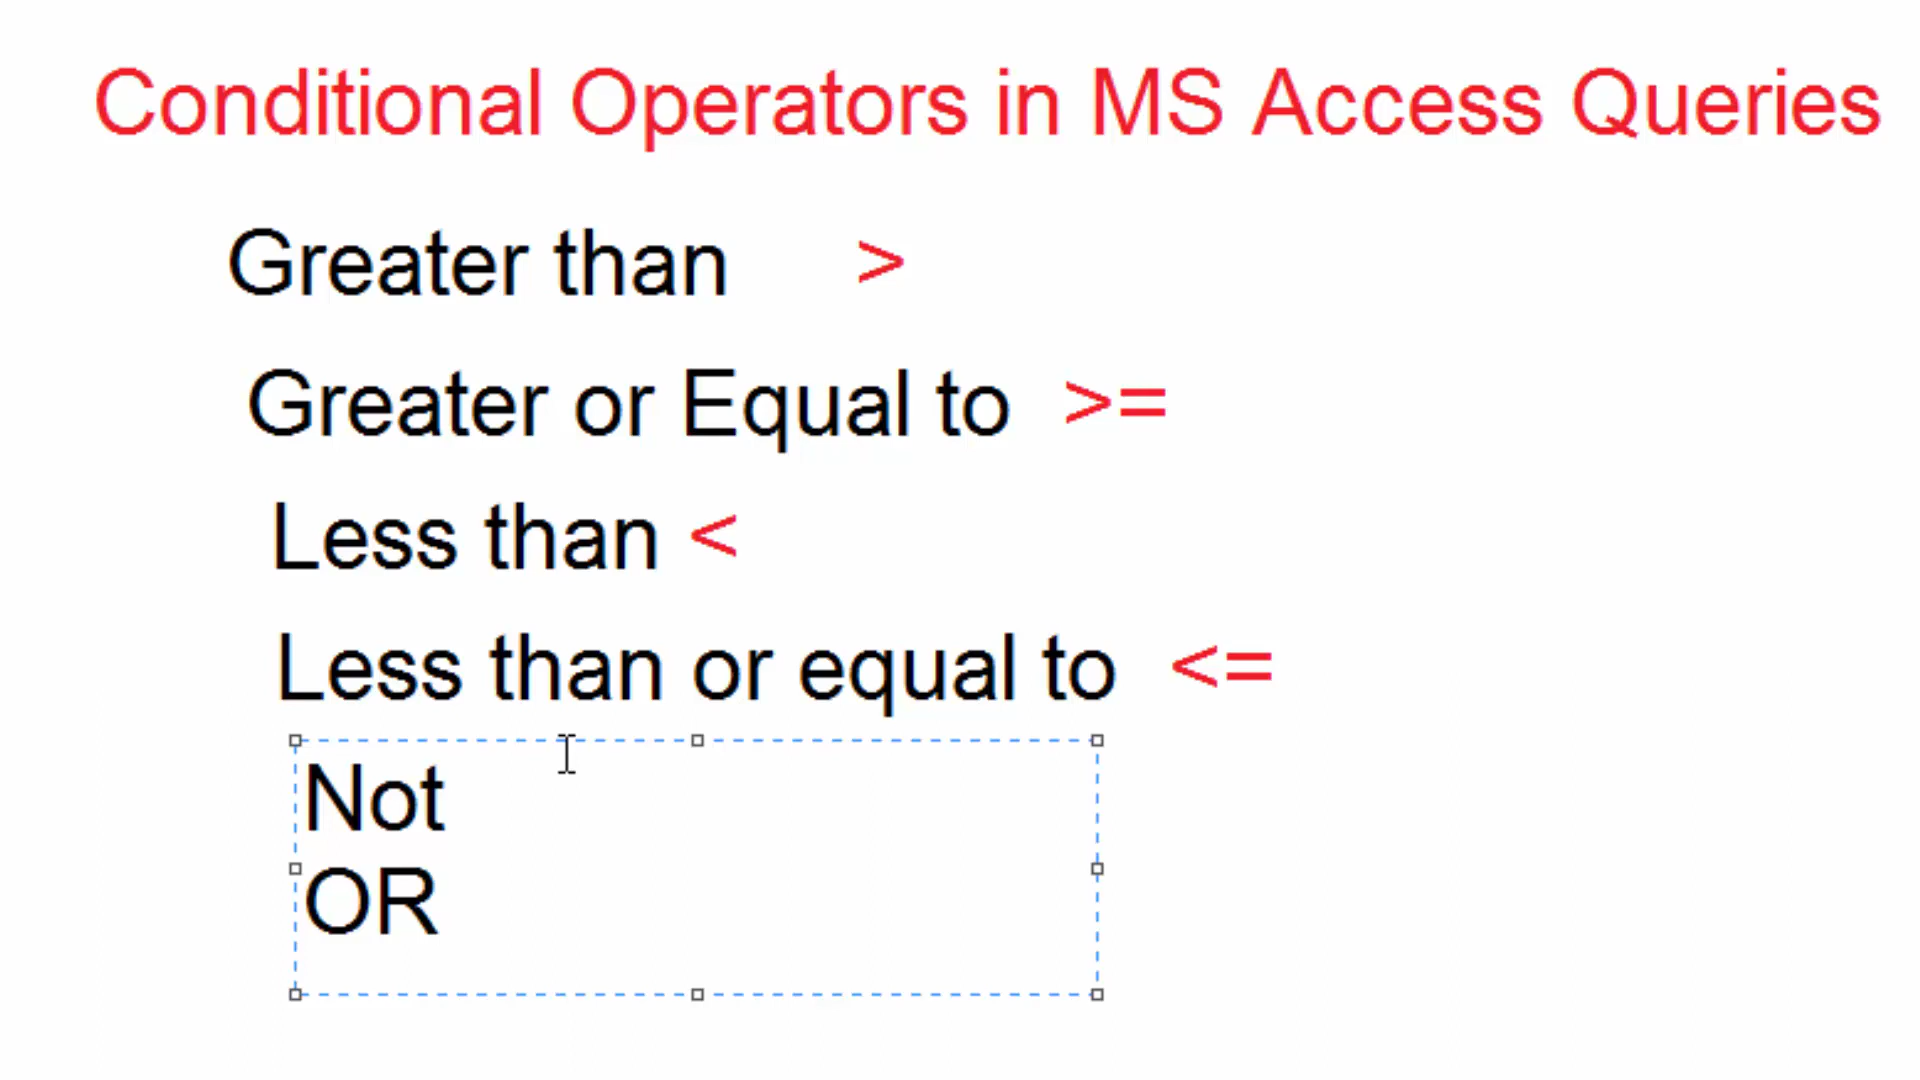 Conditional Operators in MS Access Queries
Greater than >
Greater or Equal to >=
Less than <
Less than or equal to <=
Not
OR